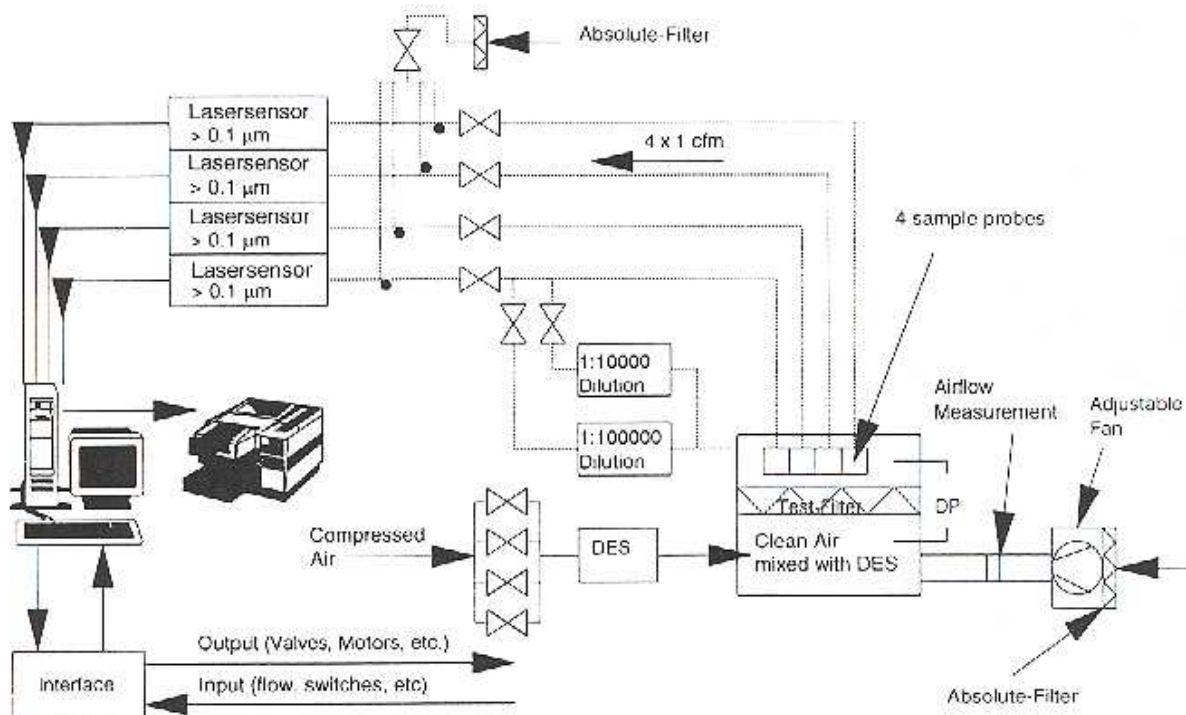 Absolute-Filter
Lasersensor
> 0.1 µm
Lasersensor
> 0.1 µm
Lasersensor
> 0.1 µm
Lasersensor
> 0.1 µm
4 x 1 cfm
4 sample probes
1:10000
Dilution
1:100000
Dilution
Airflow
Measurement
Adjustable
Fan
Test-Filter
DP
Compressed
Air
DES
Clean Air
mixed with DES
Output (Valves, Motors, etc.)
Input (flow, switches, etc)
Interface
Absolute-Filter